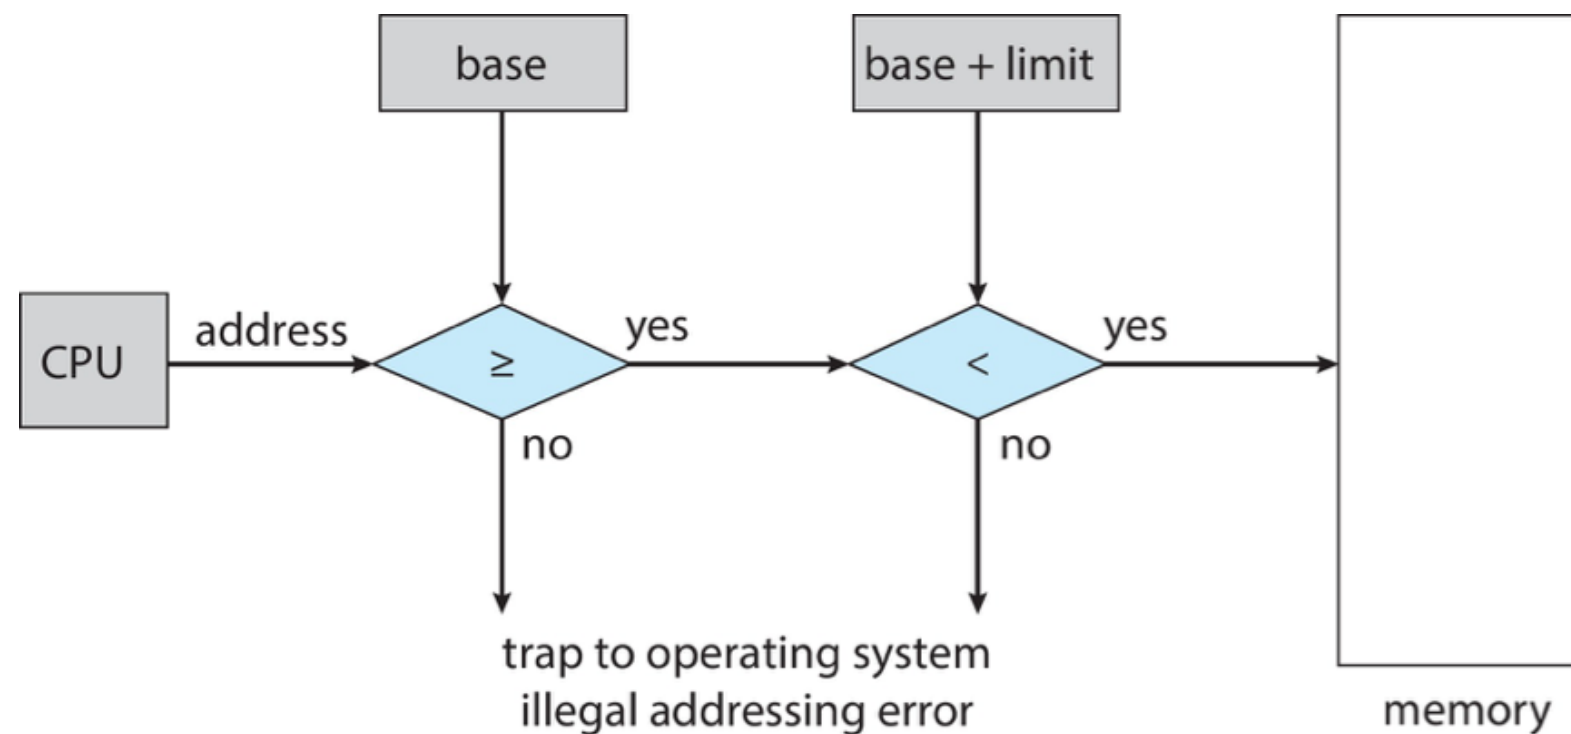 base
base + limit
CPU
address
≥
yes
<
yes
no
no
trap to operating system
illegal addressing error
memory